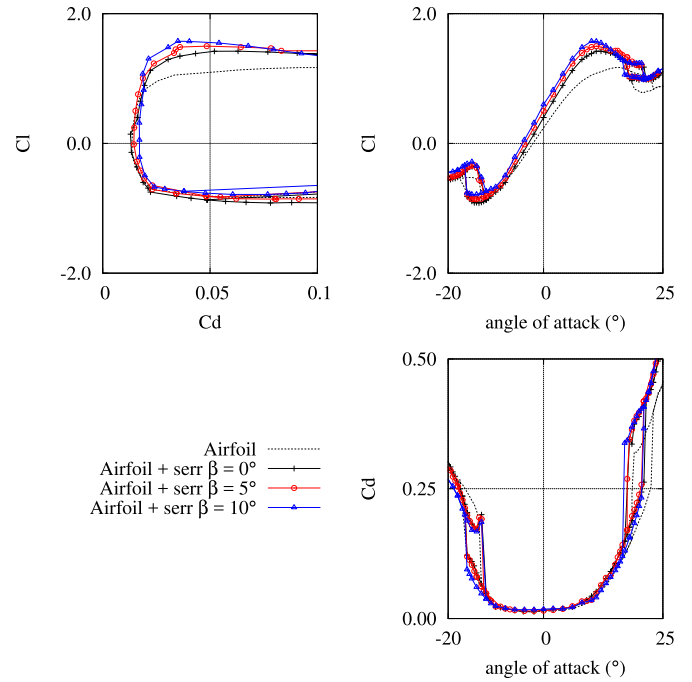 2.0
0.0
-2.0
Cl
0
0.05
0.1
Cd
2.0
0.0
-2.0
Cl
-20
0
25
angle of attack (°)
Airfoil
Airfoil + serr β = 0°
Airfoil + serr β = 5°
Airfoil + serr β = 10°
0.50
0.25
0.00
Cd
-20
0
25
angle of attack (°)